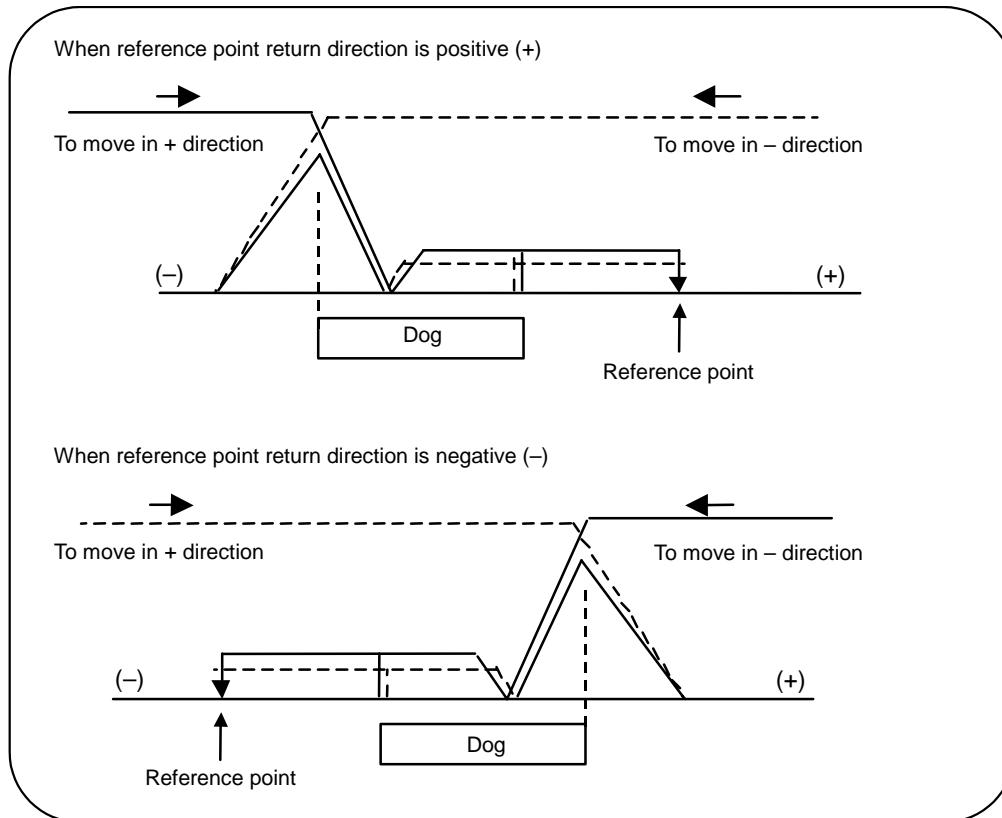 When reference point return direction is positive (+)
To move in + direction
To move in – direction
(–)
(+)
Dog
Reference point
When reference point return direction is negative (–)
To move in + direction
To move in – direction
(–)
(+)
Dog
Reference point